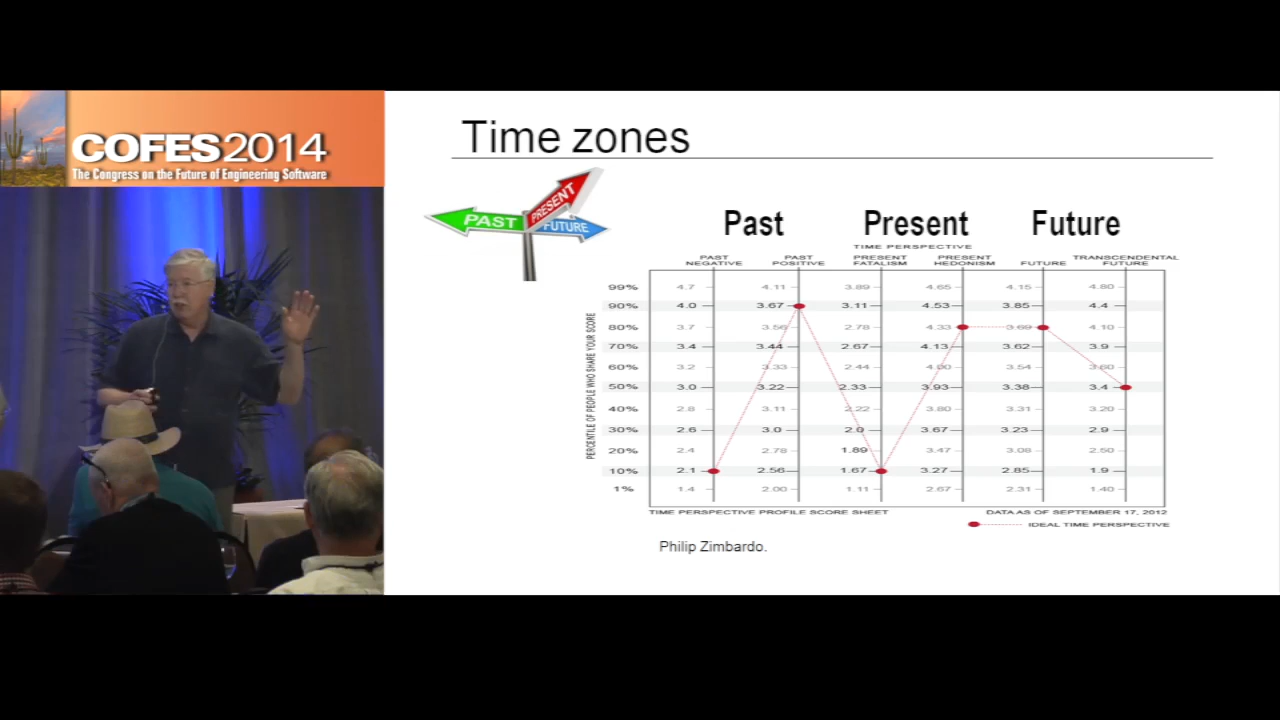 COFES2014
The Congress on the Future of Engineering Software
Time zones
PAST
PRESENT
FUTURE
Past Present Future
TIME PERSPECTIVE
PAST NEGATIVE
PAST POSITIVE
PRESENT FATALISM
PRESENT HEDONISM
FUTURE
TRANSCENDENTAL FUTURE
PERCENTILE OF PEOPLE WHO SHARE YOUR SCORE
99% 4.7 4.11 3.89 4.65 4.15 4.80
90% 4.0 3.67 3.11 4.53 3.85 4.4
80% 3.7 3.56 2.78 4.33 3.69 4.10
70% 3.4 3.44 2.67 4.13 3.62 3.9
60% 3.2 3.33 2.44 4.00 3.54 3.60
50% 3.0 3.22 2.33 3.93 3.38 3.4
40% 2.8 3.11 2.22 3.80 3.31 3.20
30% 2.6 3.0 2.0 3.67 3.23 2.9
20% 2.4 2.78 1.89 3.47 3.08 2.50
10% 2.1 2.56 1.67 3.27 2.85 1.9
1% 1.4 2.00 1.11 2.67 2.31 1.40
TIME PERSPECTIVE PROFILE SCORE SHEET
DATA AS OF SEPTEMBER 17, 2012
IDEAL TIME PERSPECTIVE
Philip Zimbardo.